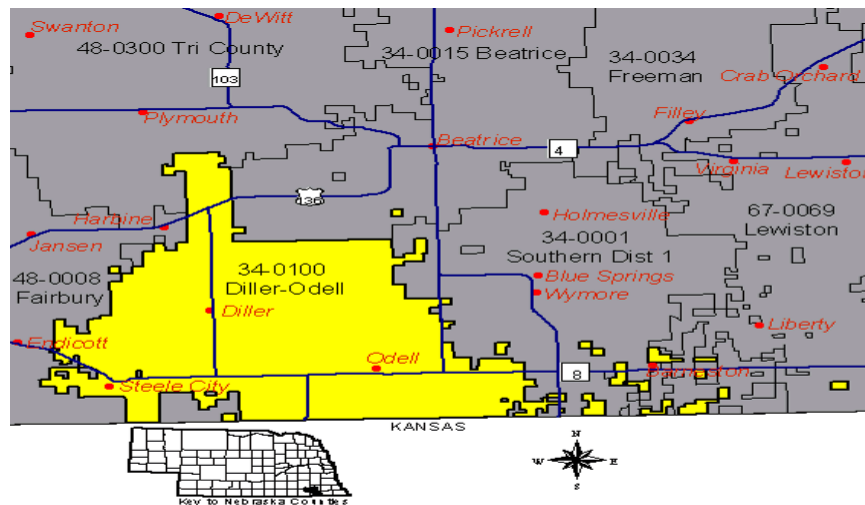 DeWitt
Swanton
Pickrell
48-0300 Tri County
34-0015 Beatrice
34-0034
Freeman
Crab Orchard
103
Plymouth
Filley
Beatrice
4
Virginia
Lewiston
136
Harbine
Holmesville
67-0069
Lewiston
Jansen
34-0001
Southern Dist 1
48-0008
Fairbury
34-0100
Diller-Odell
Blue Springs
Wymore
Diller
Liberty
Endicott
Odell
Barneston
8
Steele City
KANSAS
N
W
E
S
Key to Nebraska Counties